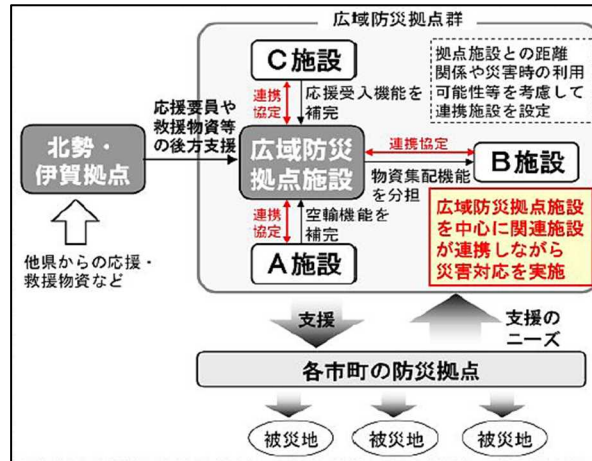 広域防災拠点群
C施設
拠点施設との距離
関係や災害時の利用
可能性等を考慮して
連携施設を設定
連携
協定
応援受入機能を
補完
応援要員や
救援物資等
の後方支援
北勢・
伊賀拠点
広域防災
拠点施設
連携協定
B施設
物資集配機能
を分担
連携
協定
空輸機能を
補完
A施設
広域防災拠点施設
を中心に関連施設
が連携しながら
災害対応を実施
他県からの応援・
救援物資など
支援
支援の
ニーズ
各市町の防災拠点
被災地
被災地
被災地